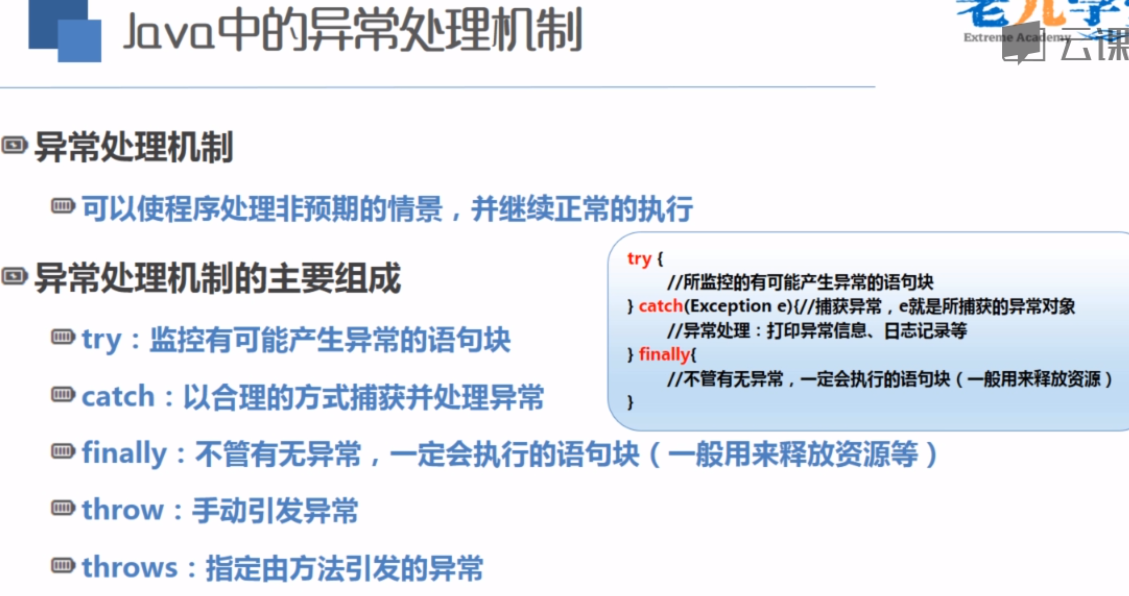 Java中的异常处理机制
Extreme Academy
云课
异常处理机制
可以使程序处理非预期的情景，并继续正常的执行
异常处理机制的主要组成
try：监控有可能产生异常的语句块
catch：以合理的方式捕获并处理异常
finally：不管有无异常，一定会执行的语句块（一般用来释放资源等）
throw：手动引发异常
throws：指定由方法引发的异常
try {
//所监控的有可能产生异常的语句块
} catch(Exception e){//捕获异常，e就是所捕获的异常对象
//异常处理：打印异常信息、日志记录等
} finally{
//不管有无异常，一定会执行的语句块（一般用来释放资源）
}